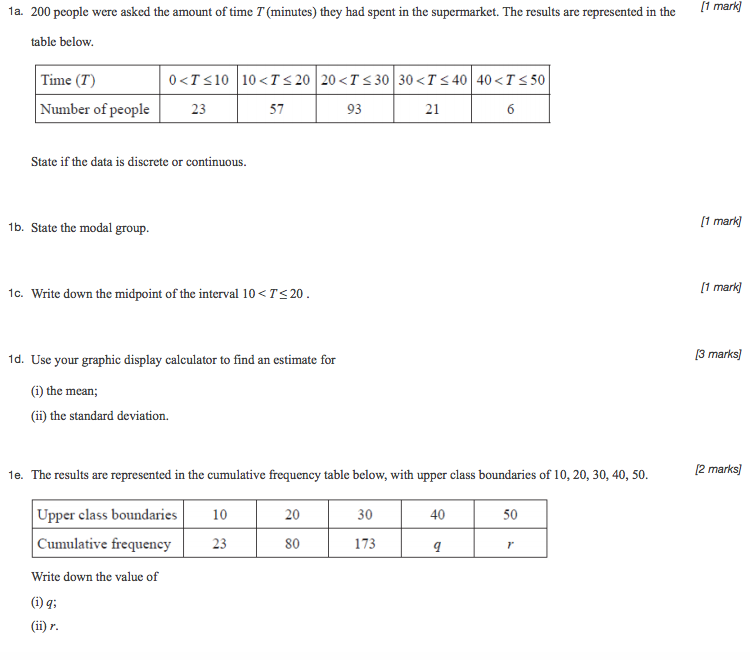 1a. 200 people were asked the amount of time T (minutes) they had spent in the supermarket. The results are represented in the [1 mark]
table below.
Time (T) 0 < T ≤ 10 10 < T ≤ 20 20 < T ≤ 30 30 < T ≤ 40 40 < T ≤ 50
Number of people 23 57 93 21 6
State if the data is discrete or continuous.
1b. State the modal group. [1 mark]
1c. Write down the midpoint of the interval 10 < T ≤ 20 . [1 mark]
1d. Use your graphic display calculator to find an estimate for [3 marks]
(i) the mean;
(ii) the standard deviation.
1e. The results are represented in the cumulative frequency table below, with upper class boundaries of 10, 20, 30, 40, 50. [2 marks]
Upper class boundaries 10 20 30 40 50
Cumulative frequency 23 80 173 q r
Write down the value of
(i) q;
(ii) r.